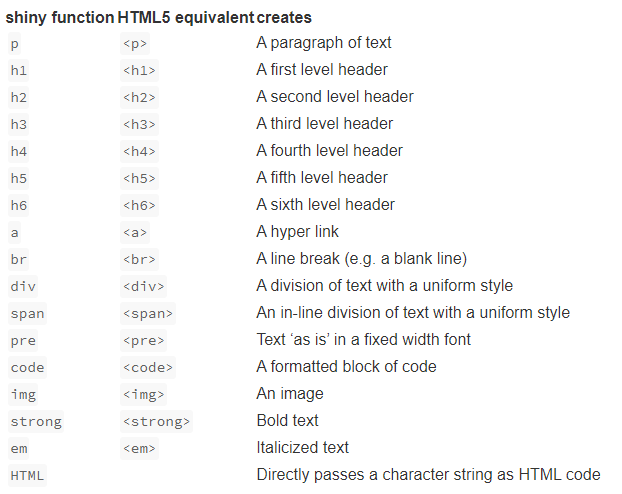 shiny function HTML5 equivalent creates
p <p> A paragraph of text
h1 <h1> A first level header
h2 <h2> A second level header
h3 <h3> A third level header
h4 <h4> A fourth level header
h5 <h5> A fifth level header
h6 <h6> A sixth level header
a <a> A hyper link
br <br> A line break (e.g. a blank line)
div <div> A division of text with a uniform style
span <span> An in-line division of text with a uniform style
pre <pre> Text ‘as is’ in a fixed width font
code <code> A formatted block of code
img <img> An image
strong <strong> Bold text
em <em> Italicized text
HTML Directly passes a character string as HTML code